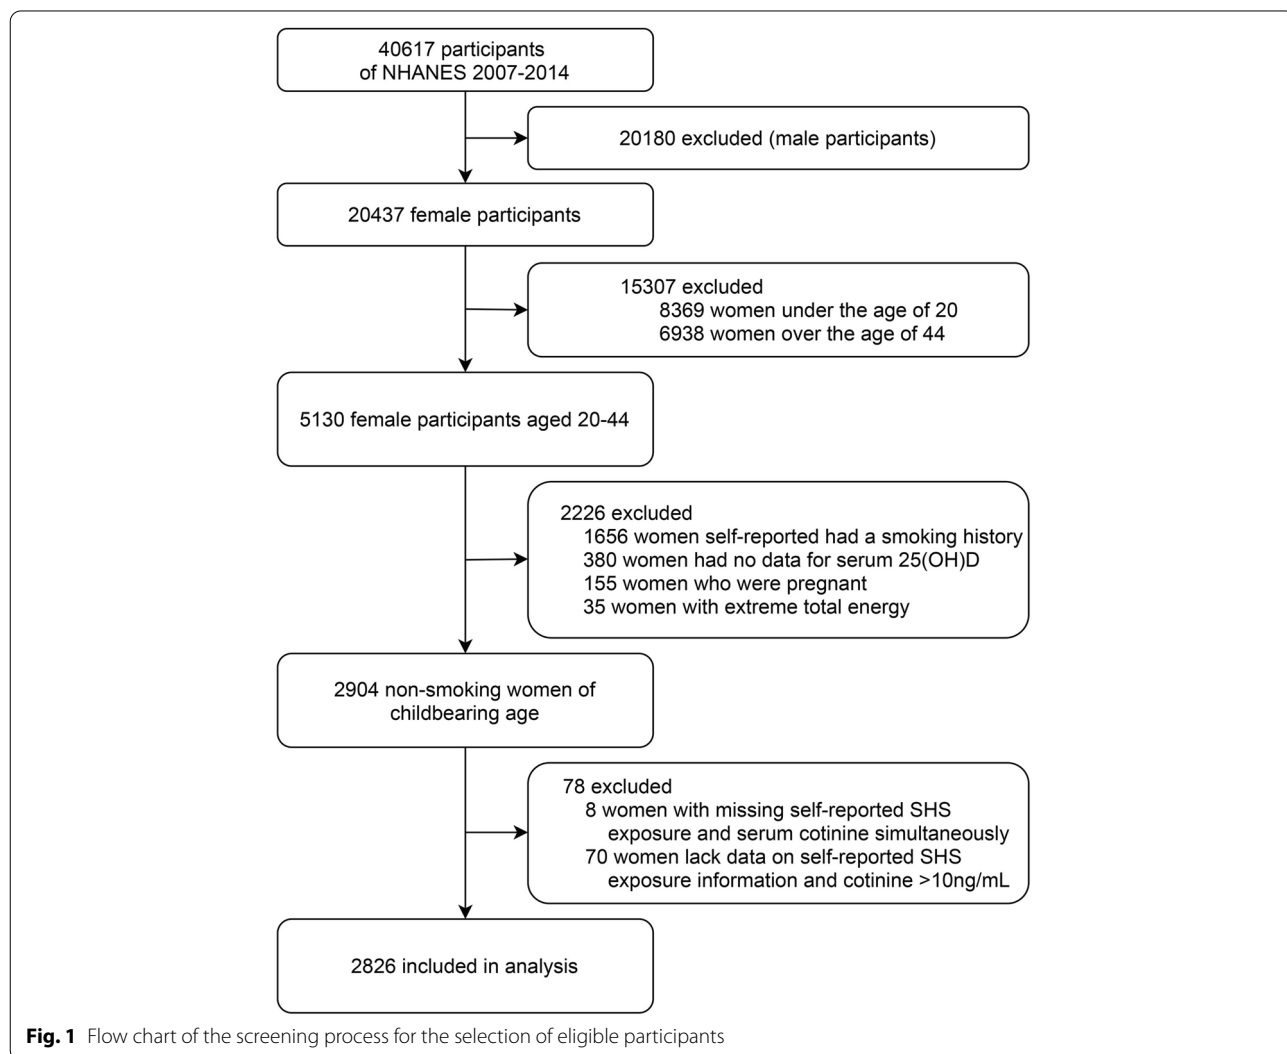 40617 participants
of NHANES 2007-2014
20180 excluded (male participants)
20437 female participants
15307 excluded
8369 women under the age of 20
6938 women over the age of 44
5130 female participants aged 20-44
2226 excluded
1656 women self-reported had a smoking history
380 women had no data for serum 25(OH)D
155 women who were pregnant
35 women with extreme total energy
2904 non-smoking women of
childbearing age
78 excluded
8 women with missing self-reported SHS
exposure and serum cotinine simultaneously
70 women lack data on self-reported SHS
exposure information and cotinine >10ng/mL
2826 included in analysis
Fig. 1 Flow chart of the screening process for the selection of eligible participants